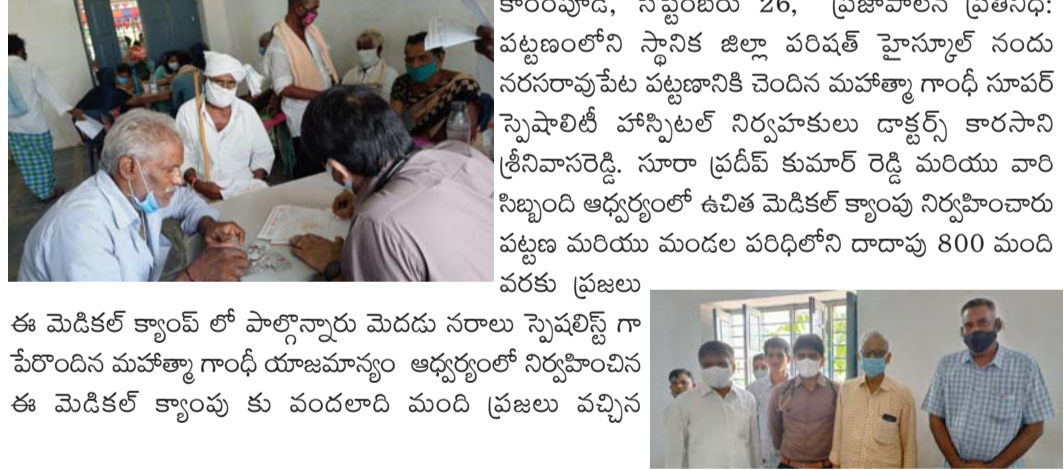 కారంపూడి, సెప్టెంబరు 26, ప్రజాపాలన ప్రతినిధి:
పట్టణంలోని స్థానిక జిల్లా పరిషత్ హైస్కూల్ నందు
నరసరావుపేట పట్టణానికి చెందిన మహాత్మా గాంధీ సూపర్
స్పెషాలిటీ హాస్పిటల్ నిర్వహకులు డాక్టర్స్ కారసాని
శ్రీనివాసరెడ్డి. సూరా ప్రదీప్ కుమార్ రెడ్డి మరియు వారి
సిబ్బంది ఆధ్వర్యంలో ఉచిత మెడికల్ క్యాంపు నిర్వహించారు
పట్టణ మరియు మండల పరిధిలోని దాదాపు 800 మంది
వరకు ప్రజలు
ఈ మెడికల్ క్యాంప్ లో పాల్గొన్నారు మెదడు నరాలు స్పెషలిస్ట్ గా
పేరొందిన మహాత్మా గాంధీ యాజమాన్యం ఆధ్వర్యంలో నిర్వహించిన
ఈ మెడికల్ క్యాంపు కు వందలాది మంది ప్రజలు వచ్చిన